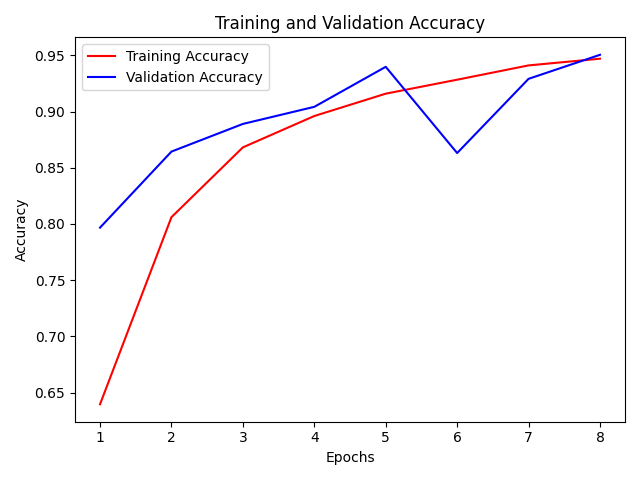 Training and Validation Accuracy
Training Accuracy
Validation Accuracy
0.95
0.90
0.85
0.80
0.75
0.70
0.65
Accuracy
1 2 3 4 5 6 7 8
Epochs